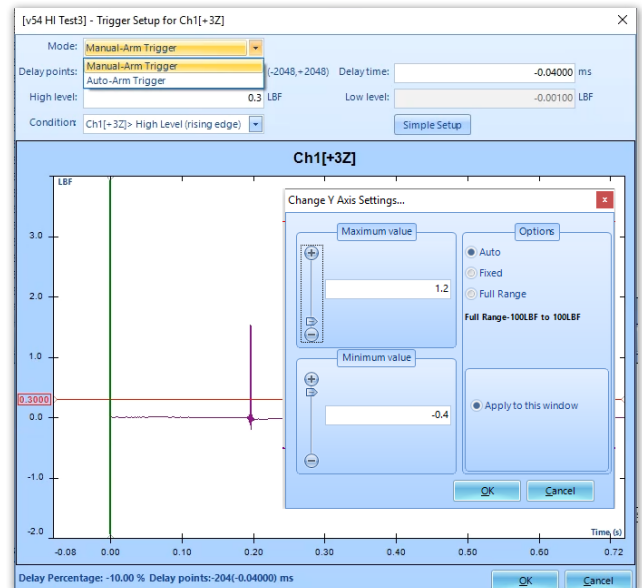 [v54 HI Test3] - Trigger Setup for Ch1[+3Z]
Mode: Manual-Arm Trigger
Manual-Arm Trigger
Auto-Arm Trigger
Delay points: (-2048,+2048) Delay time: -0.04000 ms
High level: 0.3 LBF Low level: -0.00100 LBF
Condition: Ch1[+3Z]> High Level (rising edge) Simple Setup
Ch1[+3Z]
LBF
3.0
2.0
1.0
0.3000
0.0
-1.0
-2.0
Time (s)
-0.08 0.00 0.10 0.20 0.30 0.40 0.50 0.60 0.72
Change Y Axis Settings...
Maximum value
1.2
Minimum value
-0.4
Options
Auto
Fixed
Full Range
Full Range-100LBF to 100LBF
Apply to this window
OK Cancel
Delay Percentage: -10.00 % Delay points:-204(-0.04000) ms
OK Cancel